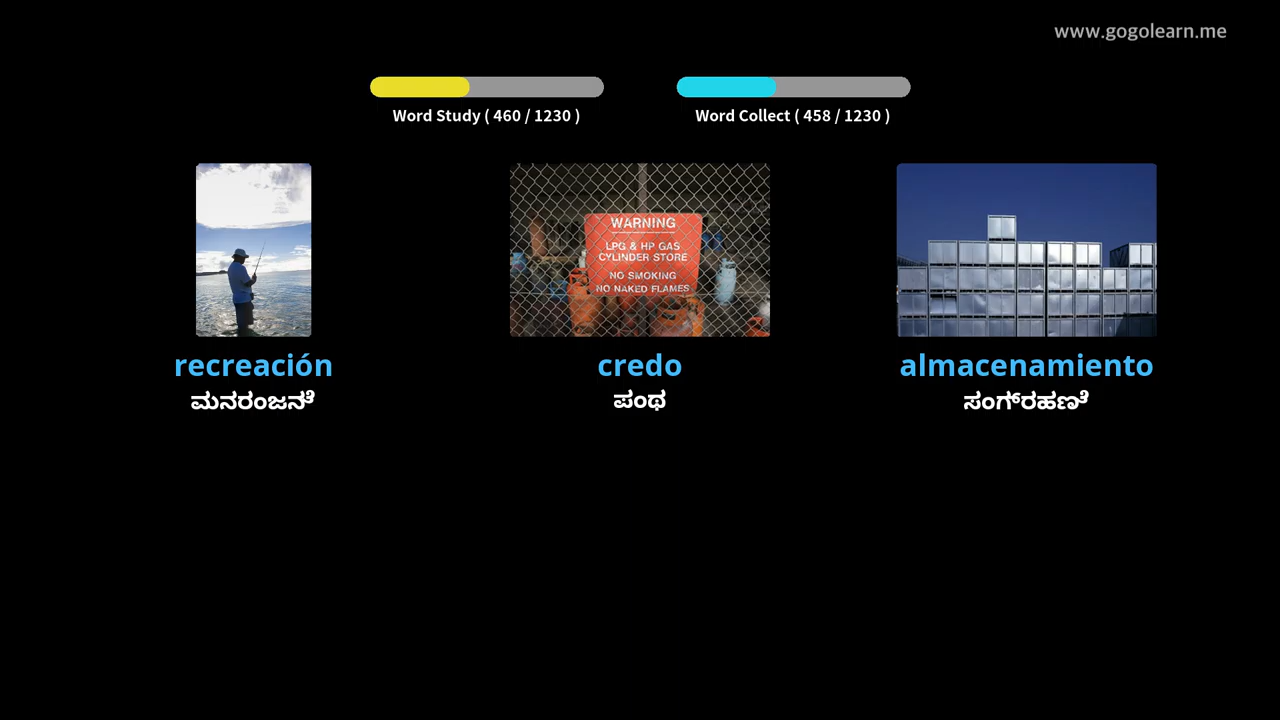 www.gogolearn.me
Word Study ( 460 / 1230 )
Word Collect ( 458 / 1230 )
WARNING
LPG & HP GAS
CYLINDER STORE
NO SMOKING
NO NAKED FLAMES
recreación
credo
almacenamiento
ಮನರಂಜನೆ
ಪಂಥ
ಸಂಗ್ರಹಣೆ